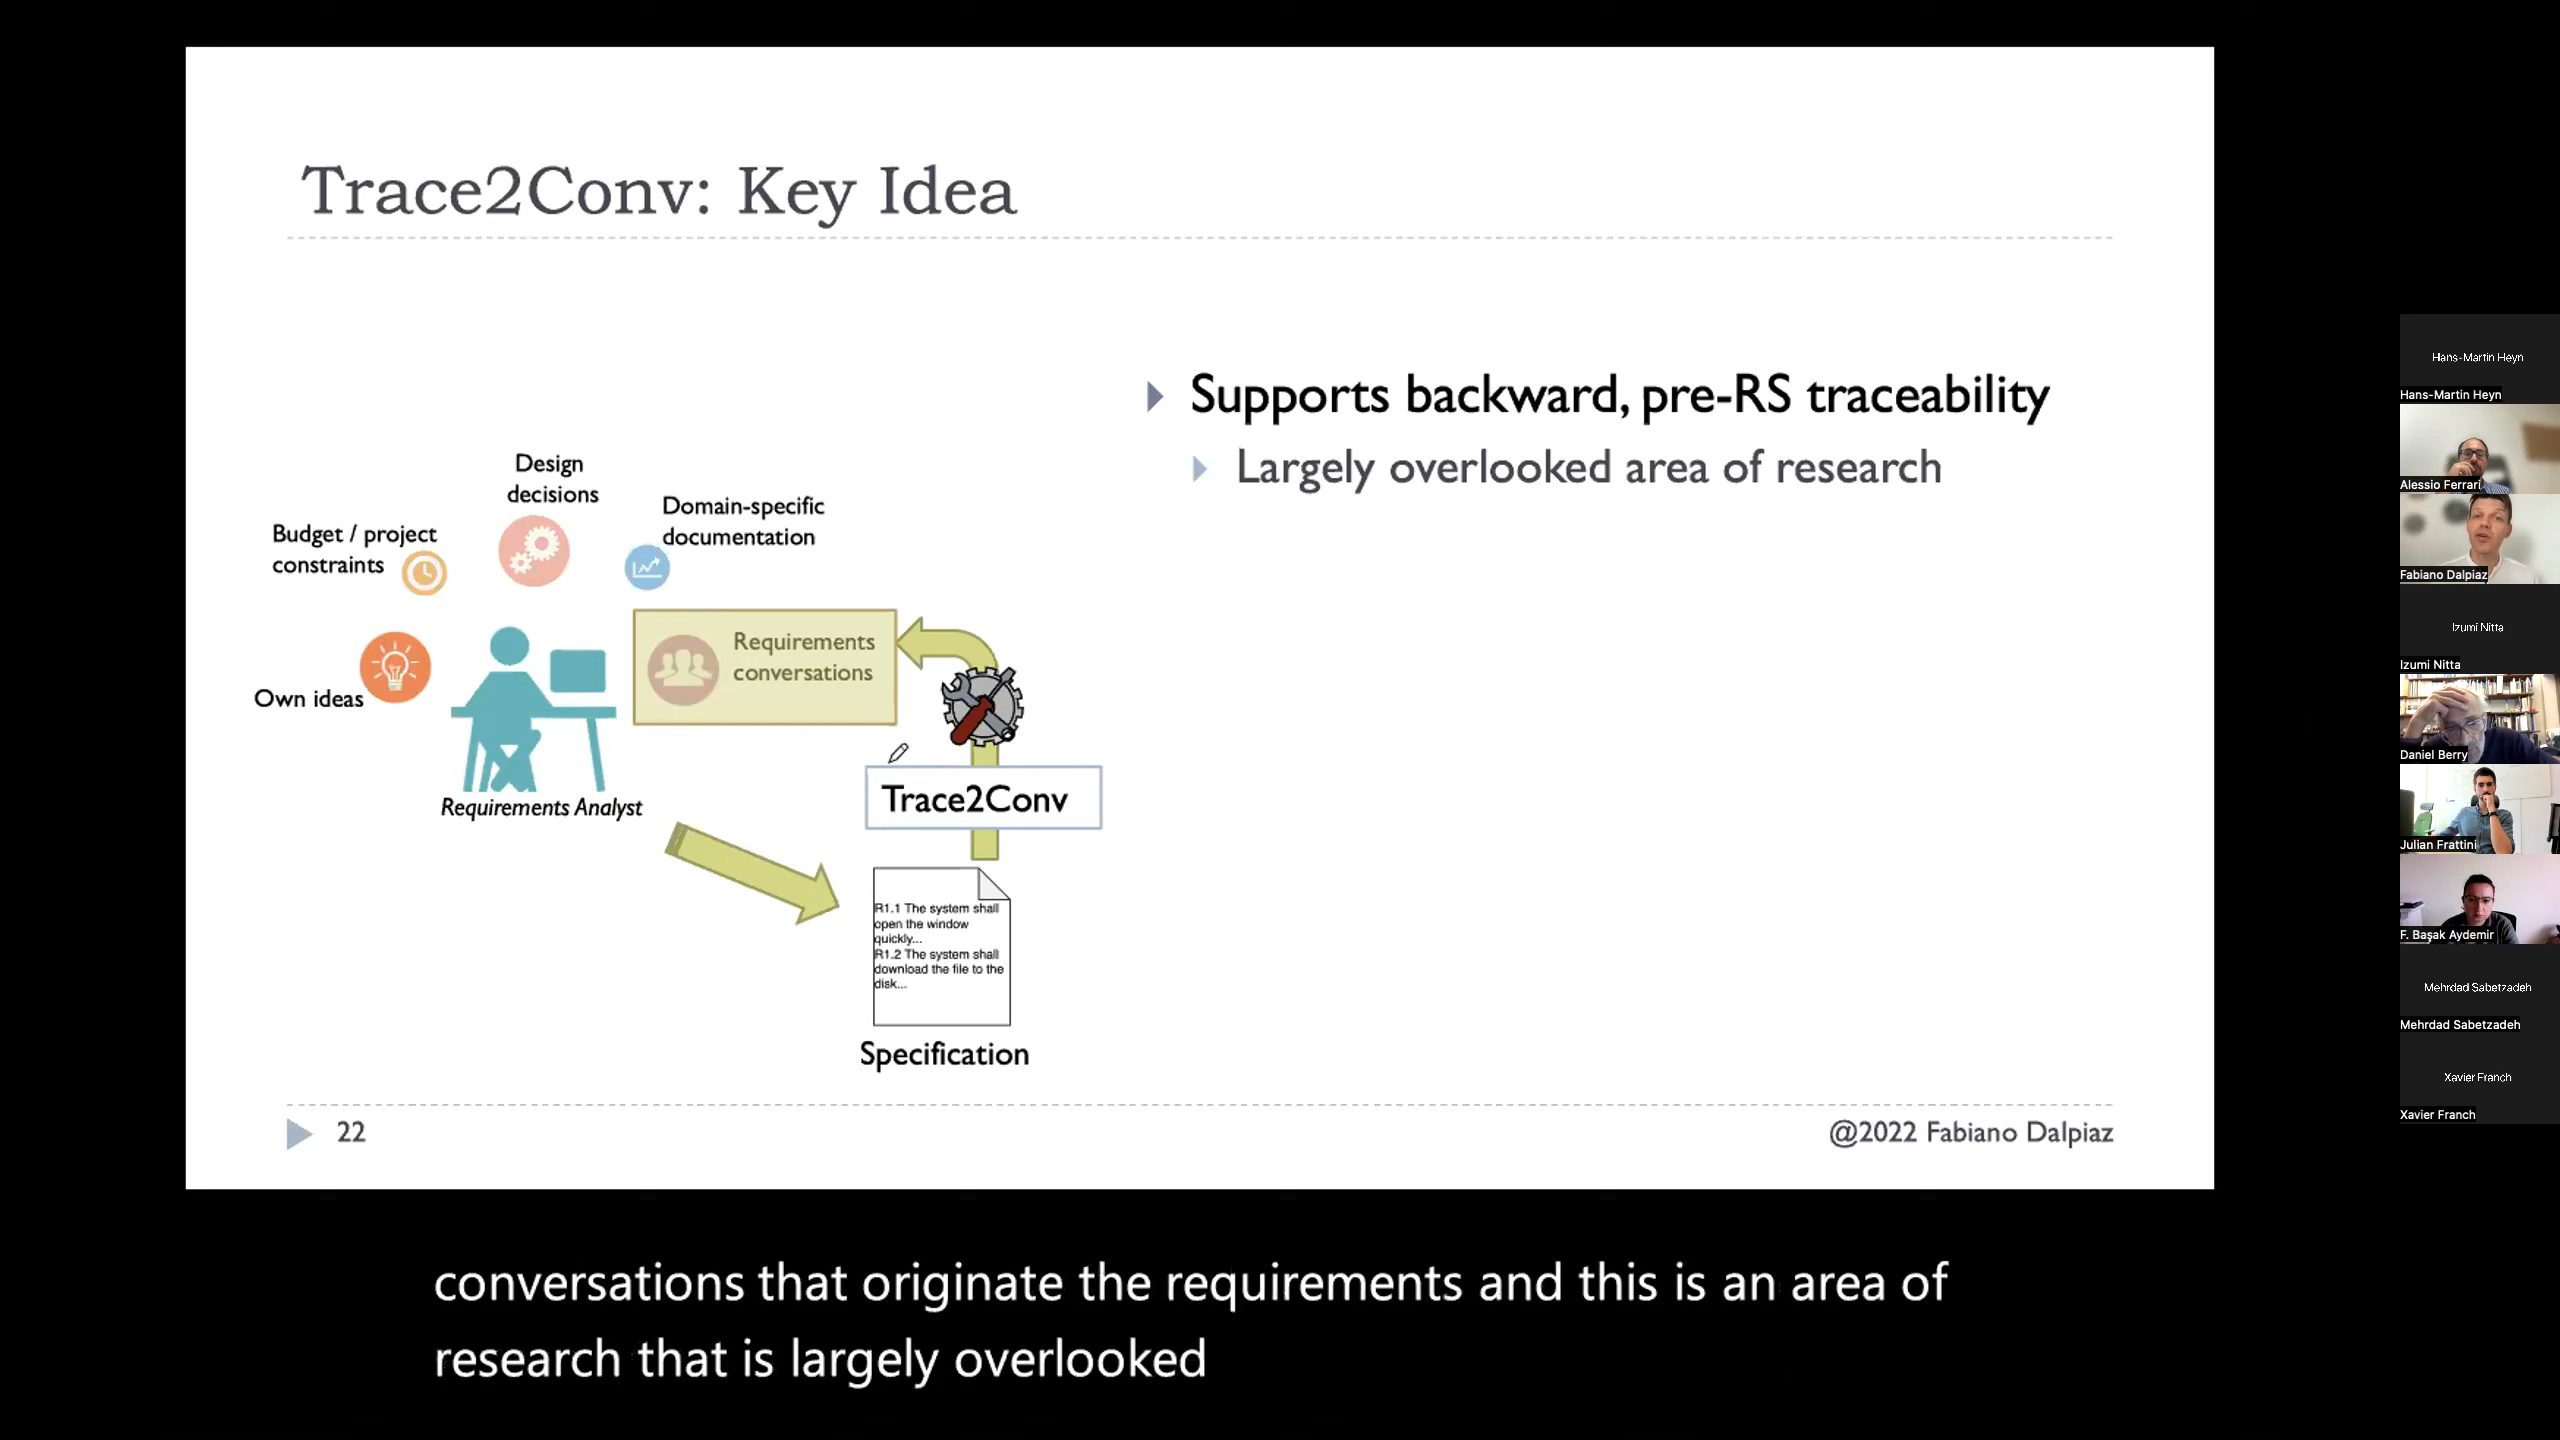 Trace2Conv: Key Idea
Supports backward, pre-RS traceability
Largely overlooked area of research
Design
decisions
Domain-specific
documentation
Budget / project
constraints
Requirements
conversations
Own ideas
Requirements Analyst
Trace2Conv
R1.1 The system shall
open the window
quickly...
R1.2 The system shall
download the file to the
disk...
Specification
22
@2022 Fabiano Dalpiaz
Hans-Martin Heyn
Hans-Martin Heyn
Alessio Ferrari
Fabiano Dalpiaz
Izumi Nitta
Izumi Nitta
Daniel Berry
Julian Frattini
F. Başak Aydemir
Mehrdad Sabetzadeh
Mehrdad Sabetzadeh
Xavier Franch
Xavier Franch
conversations that originate the requirements and this is an area of
research that is largely overlooked